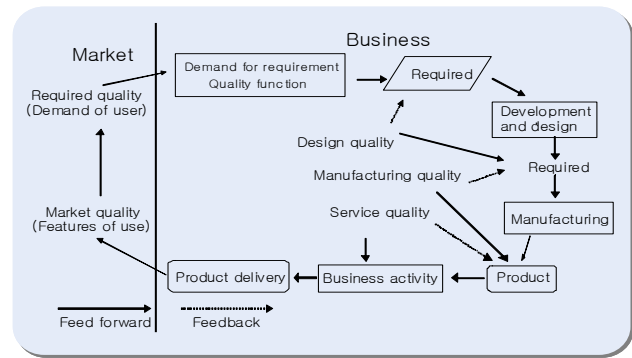 Business
Market
Demand for requirement
Quality function
Required
Required quality
(Demand of user)
Development
and design
Design quality
Required
Manufacturing quality
Market quality
(Features of use)
Service quality
Manufacturing
Product delivery
Business activity
Product
Feed forward
Feedback